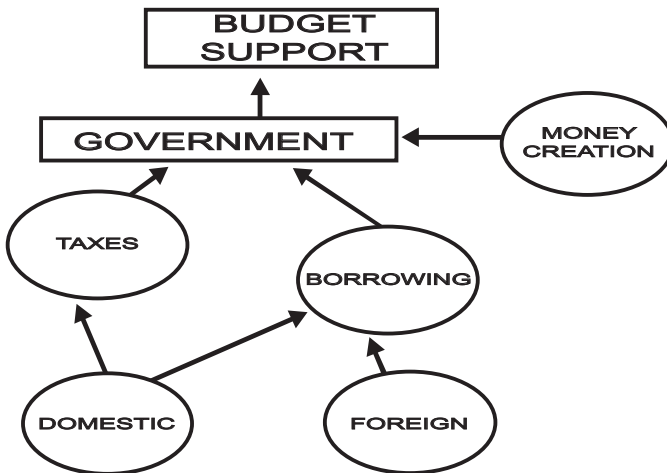 BUDGET
SUPPORT
GOVERNMENT
MONEY
CREATION
TAXES
BORROWING
DOMESTIC
FOREIGN